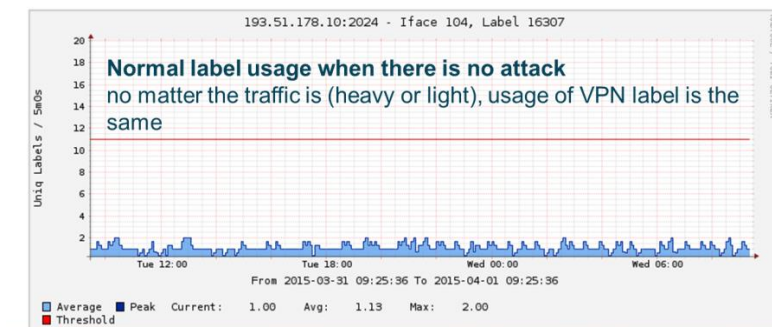 193.51.178.10:2024 - Iface 104, Label 16307
20
18
16
14
12
10
8
6
4
2
Uniq Labels / 5m0s
Normal label usage when there is no attack
no matter the traffic is (heavy or light), usage of VPN label is the
same
Tue 12:00 Tue 18:00 Wed 00:00 Wed 06:00
From 2015-03-31 09:25:36 To 2015-04-01 09:25:36
Average Peak Current: 1.00 Avg: 1.13 Max: 2.00
Threshold